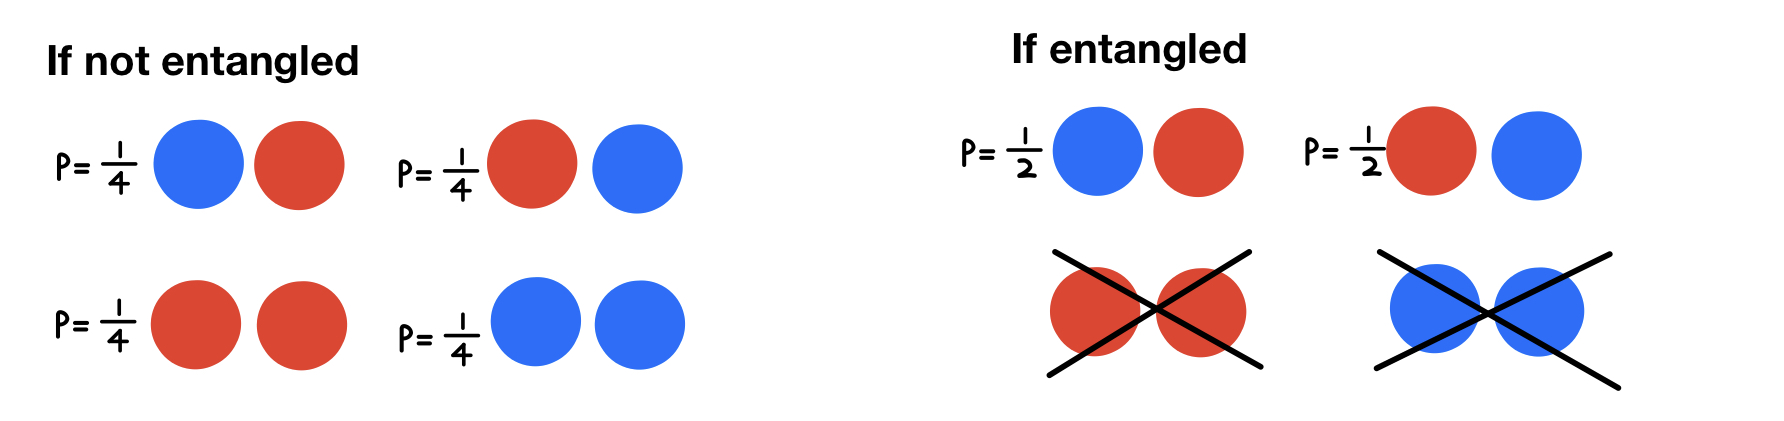 If not entangled
P= 1/4
P= 1/4
P= 1/4
P= 1/4
If entangled
P= 1/2
P= 1/2